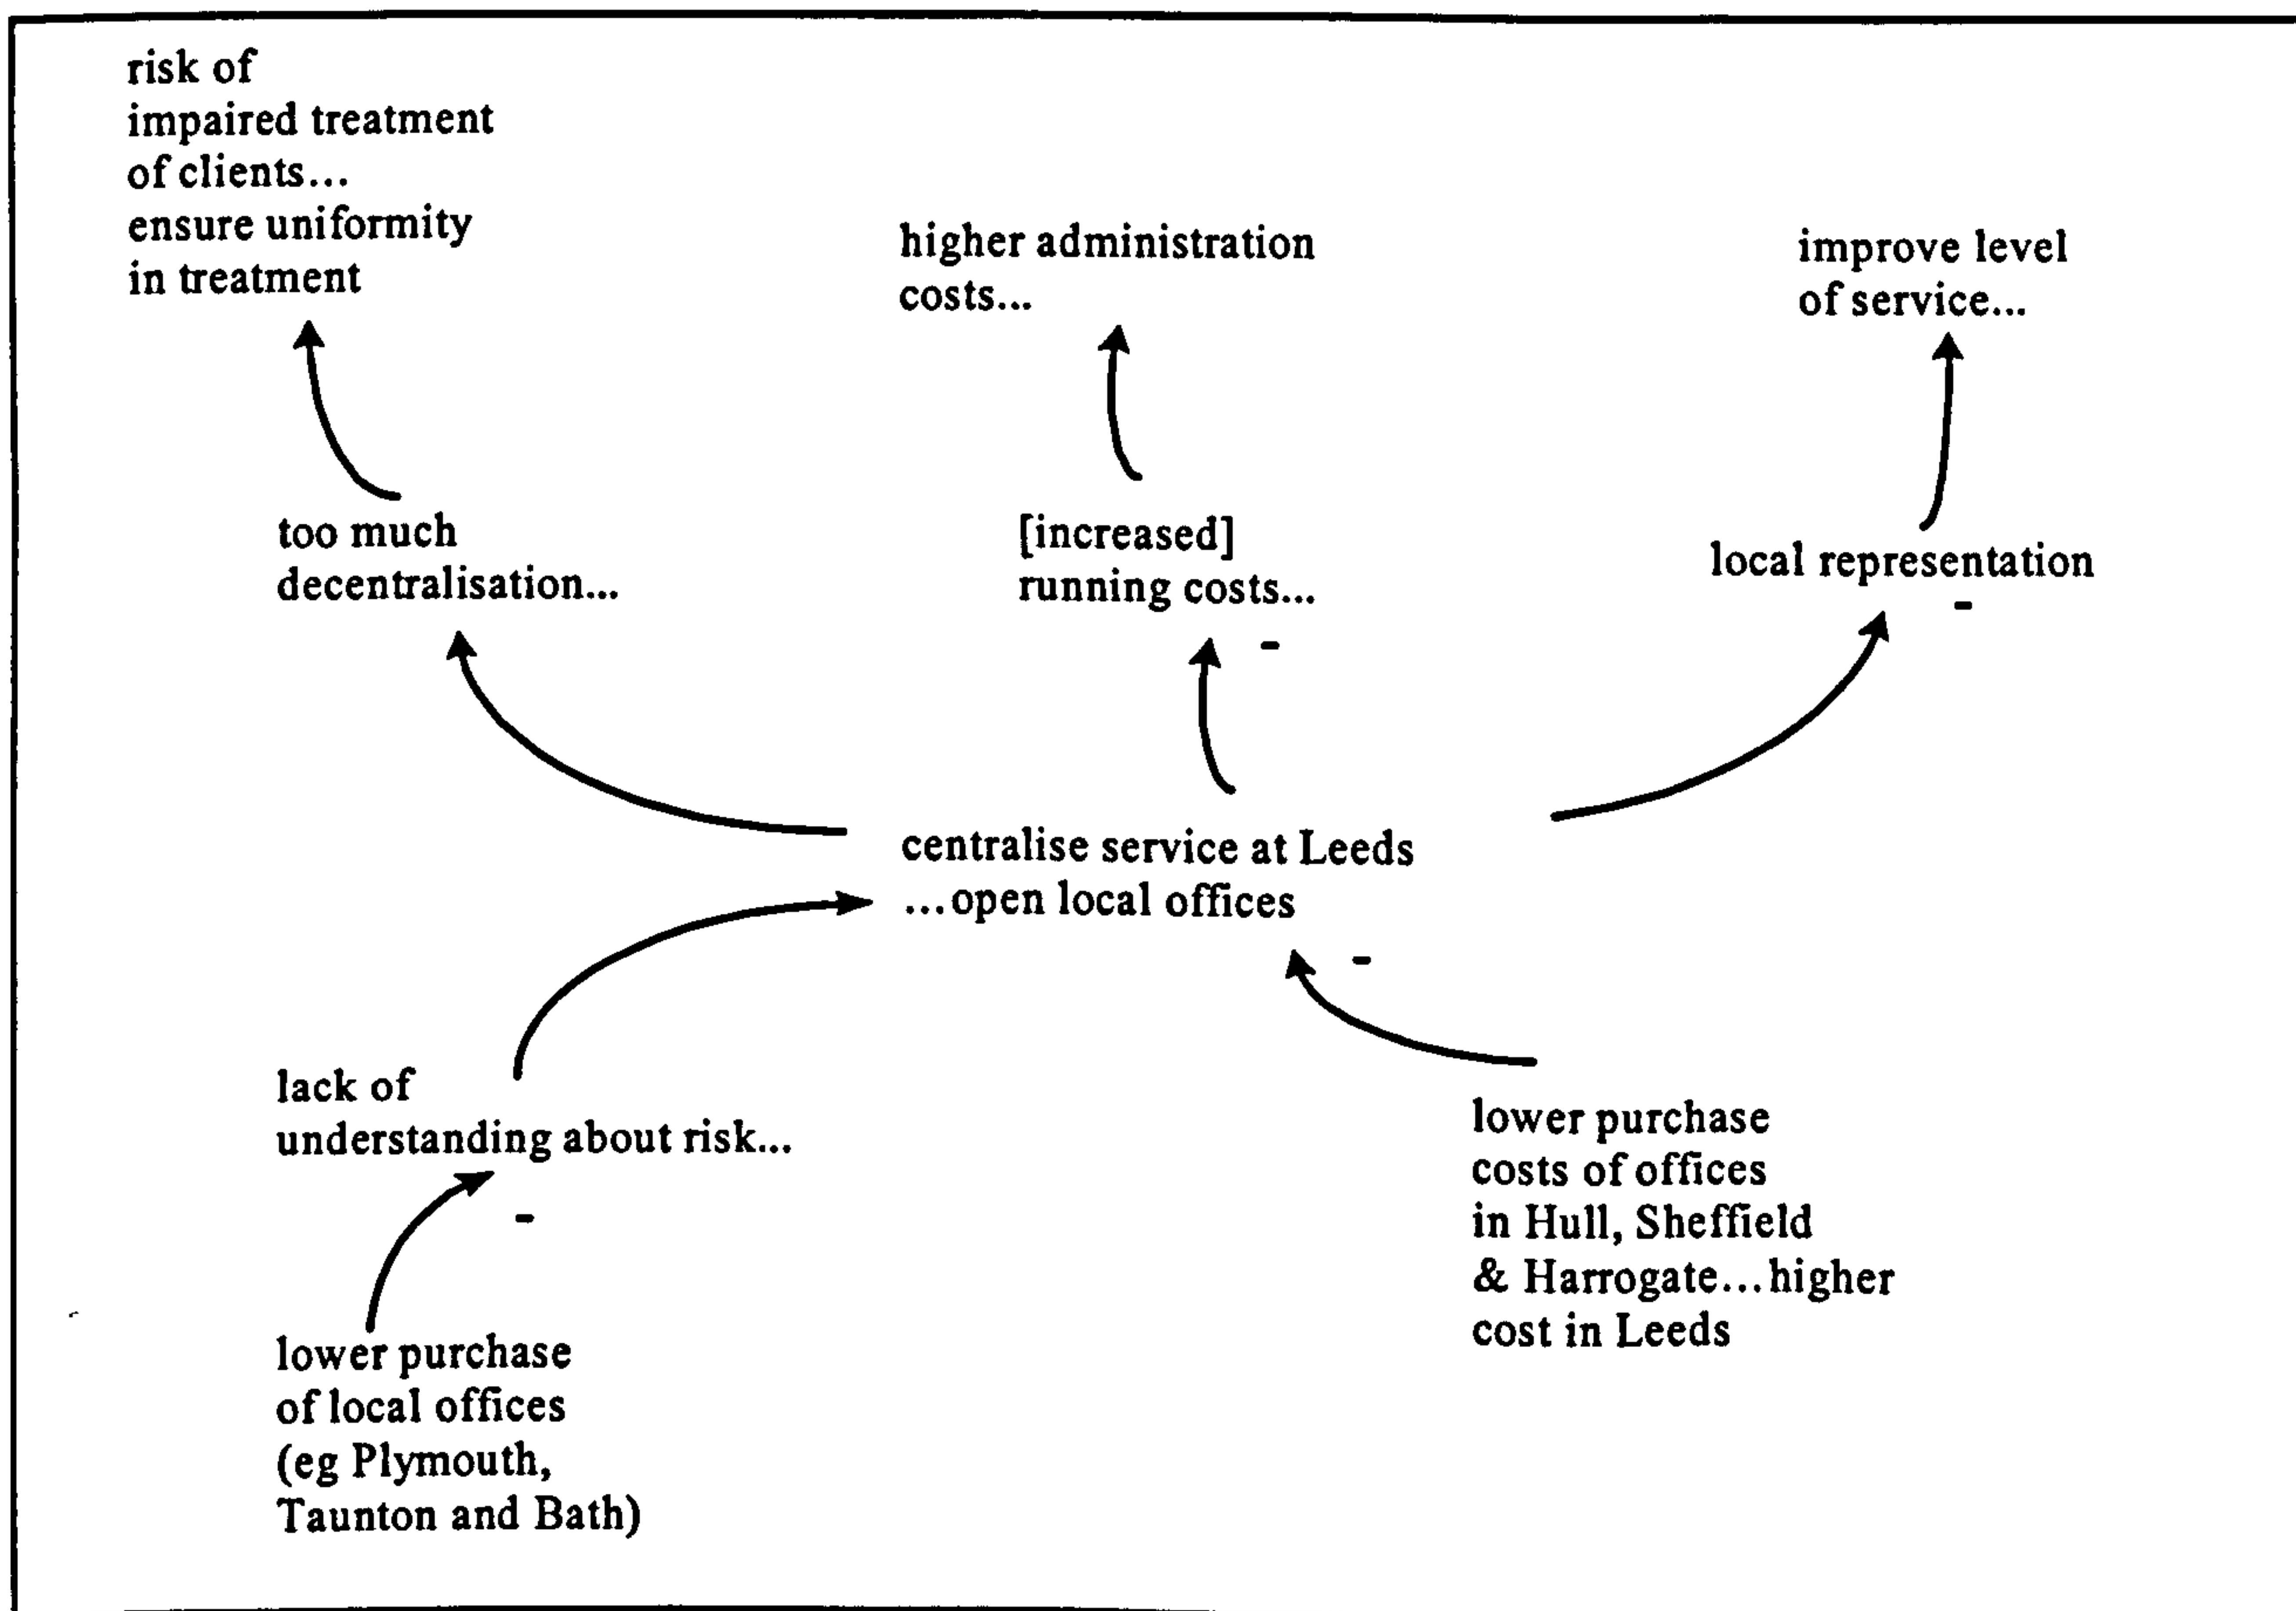 risk of
impaired treatment
of clients...
ensure uniformity
in treatment
higher administration
costs...
improve level
of service...
too much
decentralisation...
[increased]
running costs...
-
local representation
-
centralise service at Leeds
...open local offices
-
lack of
understanding about risk...
-
lower purchase
costs of offices
in Hull, Sheffield
& Harrogate...higher
cost in Leeds
lower purchase
of local offices
(eg Plymouth,
Taunton and Bath)